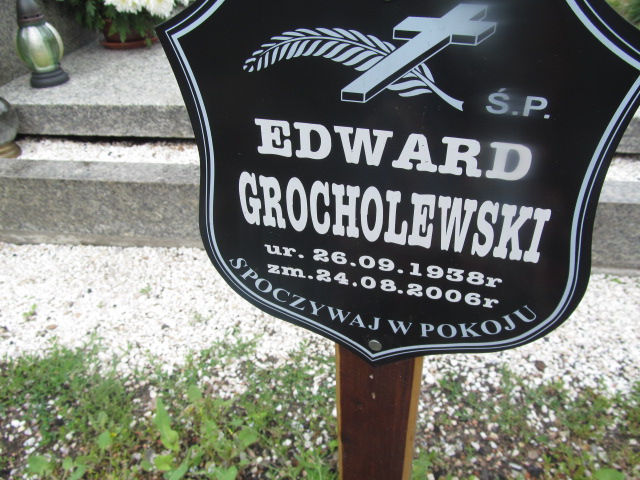 Ś.P.
EDWARD
GROCHOLEWSKI
ur. 26.09.1938r
zm.24.08.2006r
SPOCZYWAJ W POKOJU